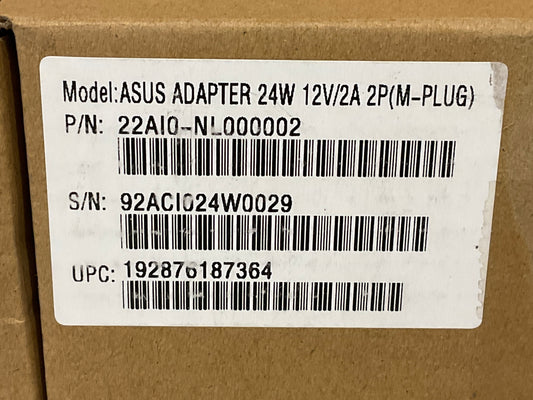 Model:ASUS ADAPTER 24W 12V/2A 2P(M-PLUG)
P/N: 22AI0-NL000002
S/N: 92ACI024W0029
UPC: 192876187364